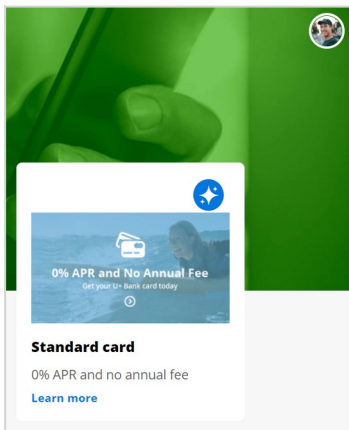 0% APR and No Annual Fee
Get your U+ Bank card today
Standard card
0% APR and no annual fee
Learn more